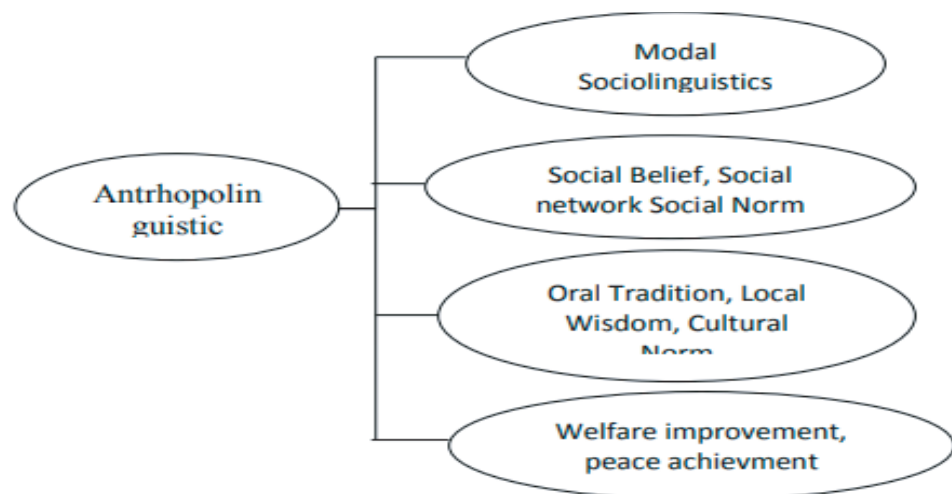 Modal
Sociolinguistics
Antrhopolin
guistic
Social Belief, Social
network Social Norm
Oral Tradition, Local
Wisdom, Cultural
Norm
Welfare improvement,
peace achievment